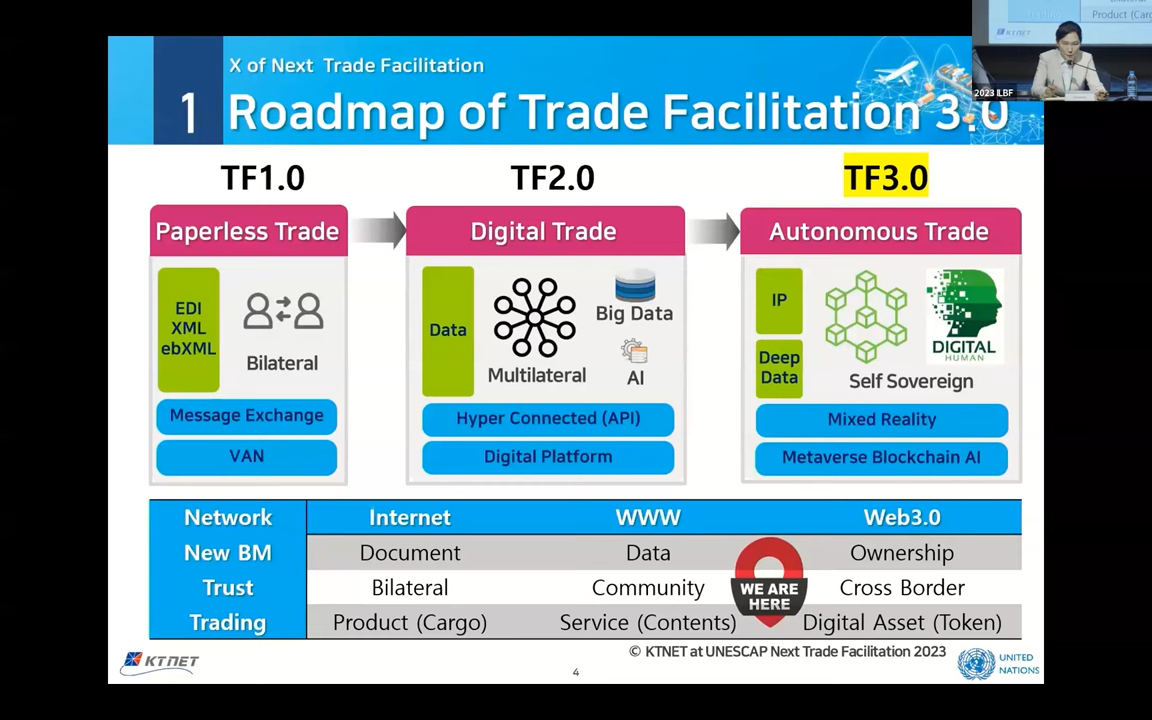 Product (Carg
KTNET
2023 ILBF
X of Next Trade Facilitation
1
Roadmap of Trade Facilitation 3.0
TF1.0
TF2.0
TF3.0
Paperless Trade
Digital Trade
Autonomous Trade
EDI
XML
ebXML
Bilateral
Message Exchange
VAN
Data
Multilateral
Big Data
AI
Hyper Connected (API)
Digital Platform
IP
Deep
Data
DIGITAL
HUMAN
Self Sovereign
Mixed Reality
Metaverse Blockchain AI
Network Internet WWW Web3.0
New BM Document Data Ownership
Trust Bilateral Community Cross Border
Trading Product (Cargo) Service (Contents) Digital Asset (Token)
WE ARE
HERE
© KTNET at UNESCAP Next Trade Facilitation 2023
KTNET
4
UNITED
NATIONS